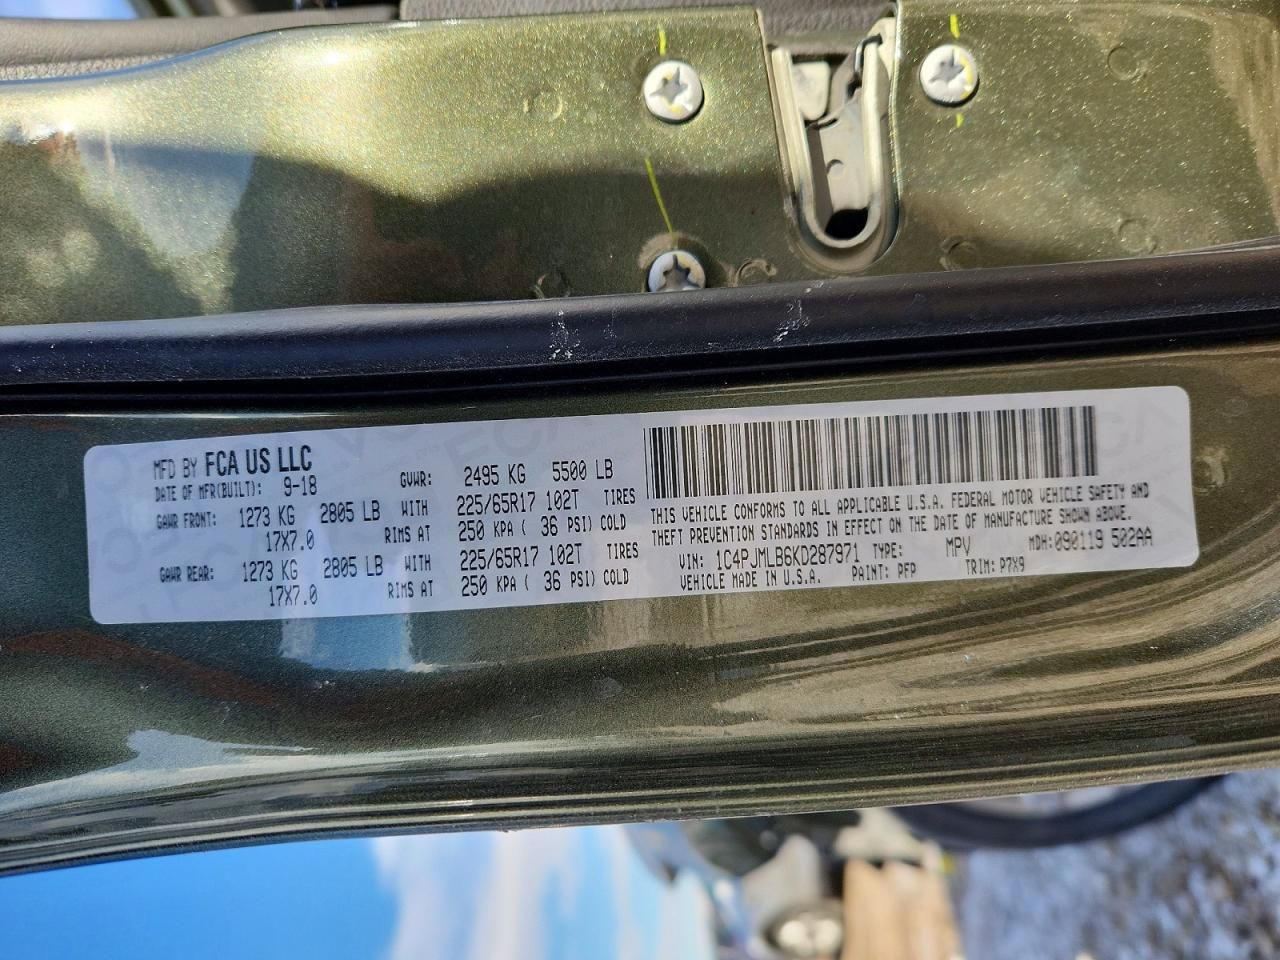 MFD BY FCA US LLC
DATE OF MFR(BUILT): 9-18 GVWR: 2495 KG 5500 LB
GAWR FRONT: 1273 KG 2805 LB WITH 225/65R17 102T TIRES
17X7.0 RIMS AT 250 KPA ( 36 PSI) COLD
GAWR REAR: 1273 KG 2805 LB WITH 225/65R17 102T TIRES
17X7.0 RIMS AT 250 KPA ( 36 PSI) COLD
THIS VEHICLE CONFORMS TO ALL APPLICABLE U.S.A. FEDERAL MOTOR VEHICLE SAFETY AND
THEFT PREVENTION STANDARDS IN EFFECT ON THE DATE OF MANUFACTURE SHOWN ABOVE.
VIN: 1C4PJMLB6KD287971 TYPE: MPV MDH:090119 502AA
VEHICLE MADE IN U.S.A. PAINT: PFP TRIM: P7X9